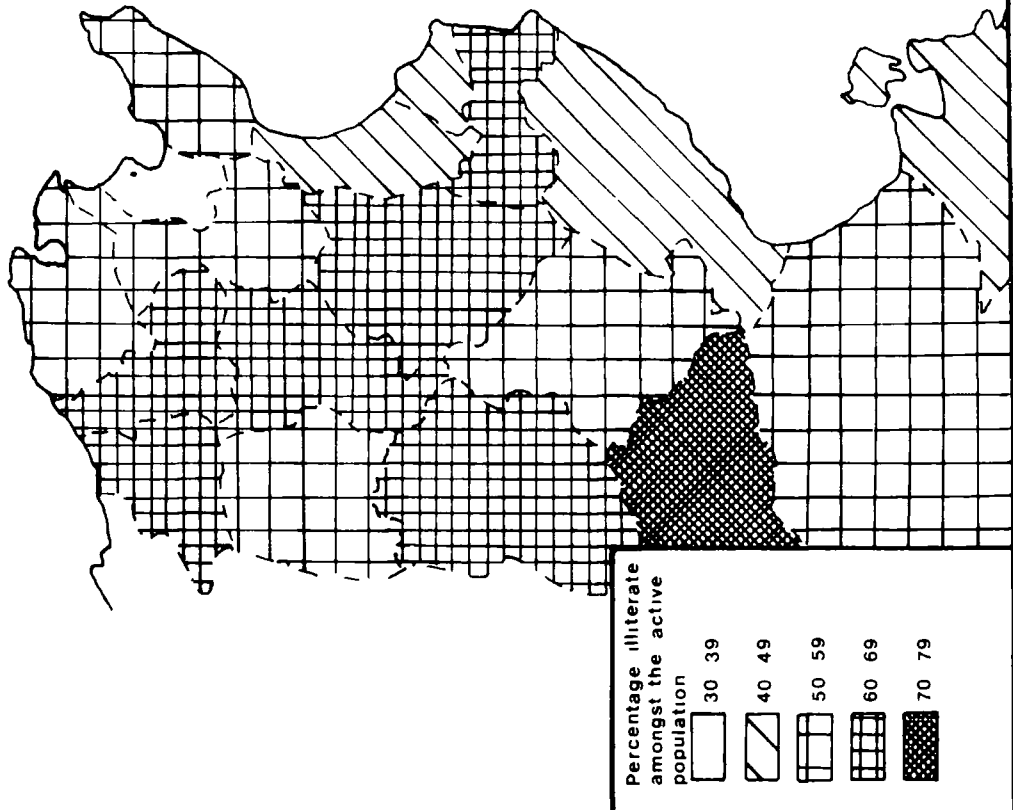 Percentage illiterate
amongst the active
population
30 39
40 49
50 59
60 69
70 79